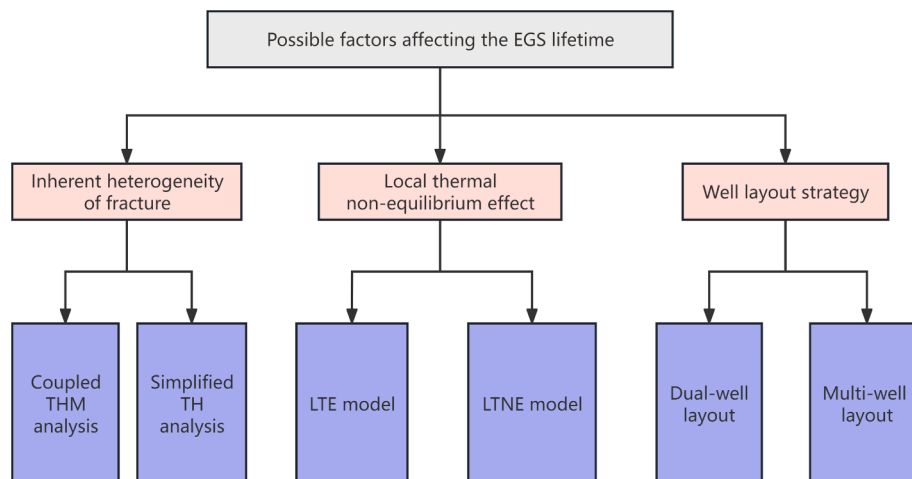 Possible factors affecting the EGS lifetime
Inherent heterogeneity
of fracture
Local thermal
non-equilibrium effect
Well layout strategy
Coupled
THM
analysis
Simplified
TH
analysis
LTE model
LTNE model
Dual-well
layout
Multi-well
layout